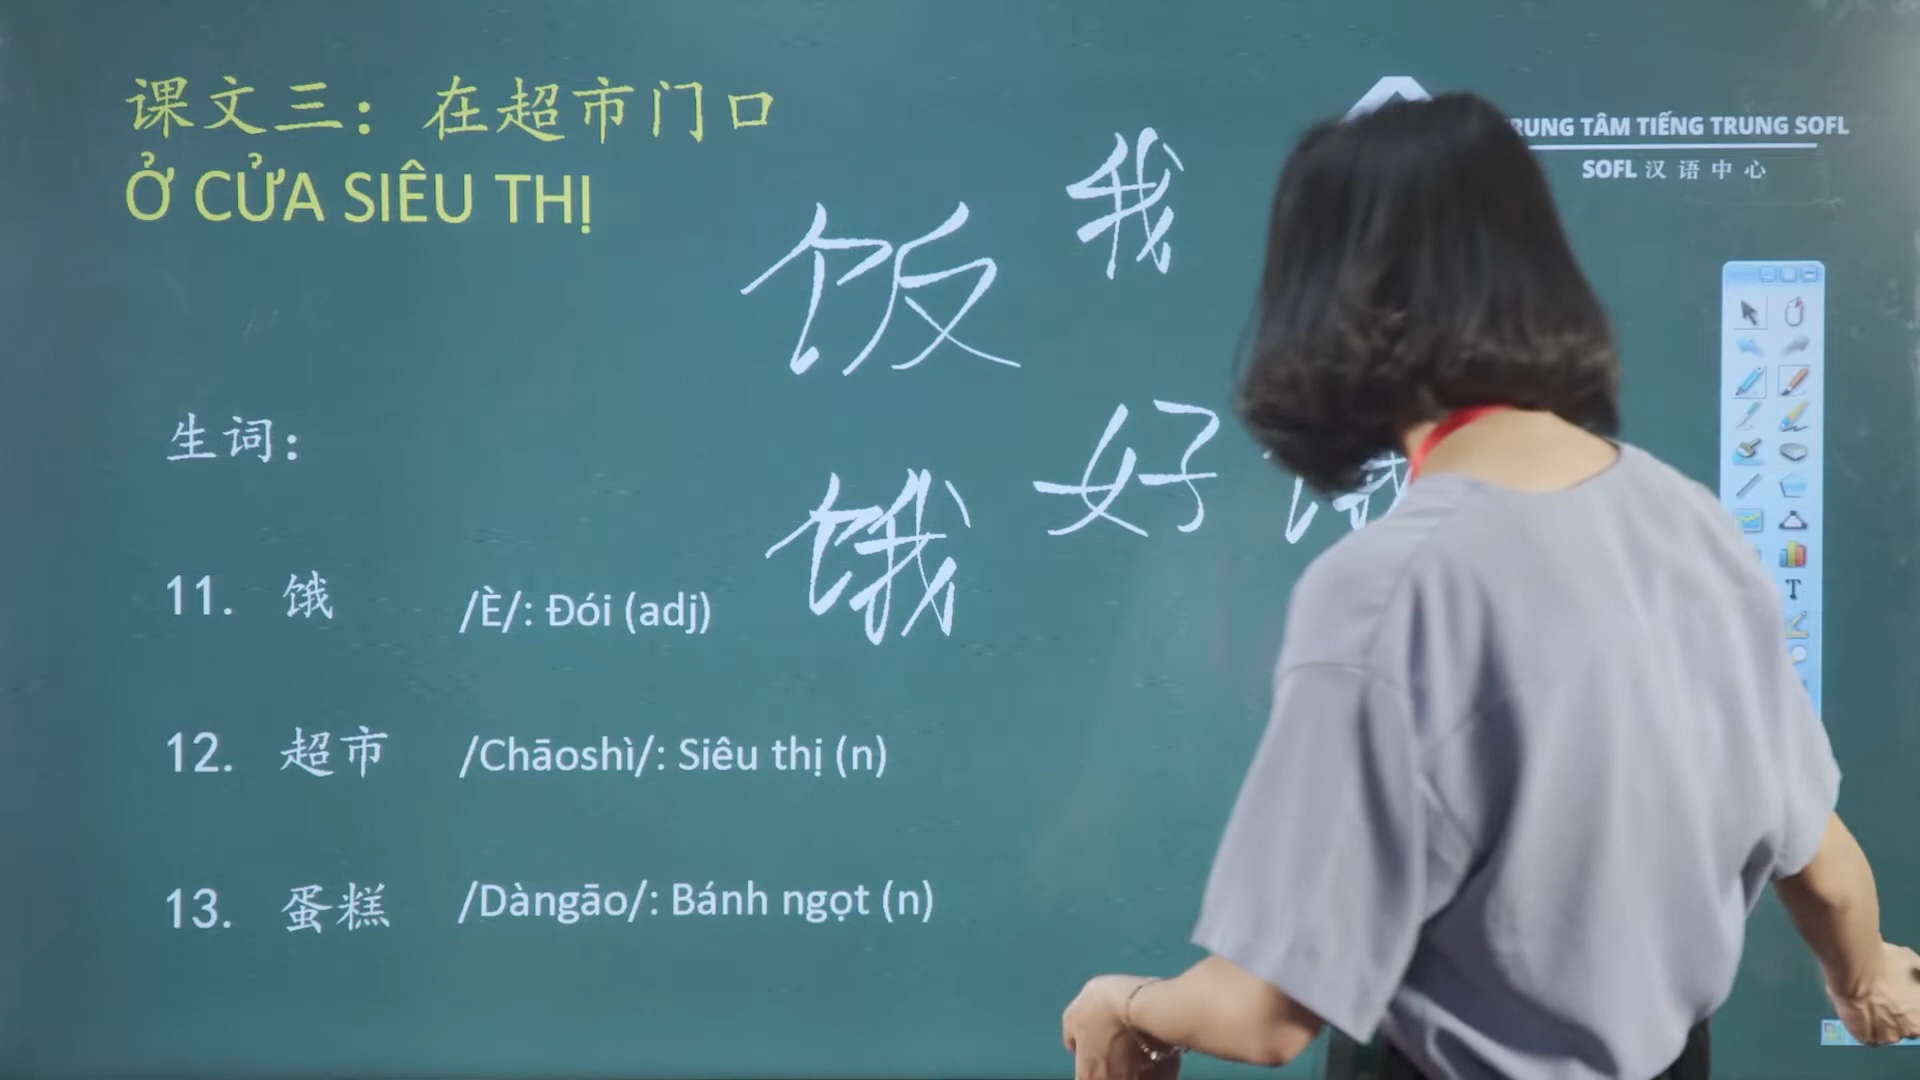 课文三：在超市门口
Ở CỬA SIÊU THỊ
RUNG TÂM TIẾNG TRUNG SOFL
SOFL 汉语中心
饭 我
生词：
饿 好
11. 饿 /È/: Đói (adj)
12. 超市 /Chāoshì/: Siêu thị (n)
13. 蛋糕 /Dàngāo/: Bánh ngọt (n)
T